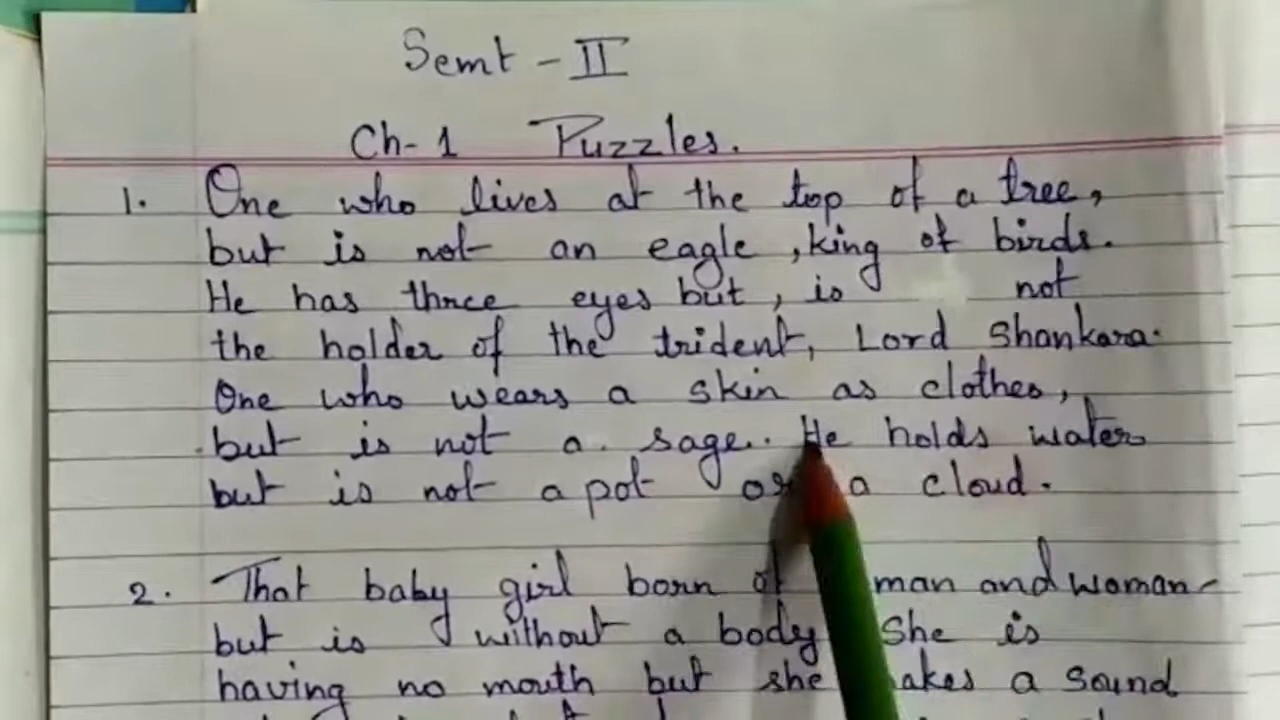 Semt - II
Ch- 1 Puzzles.
1. One who lives at the top of a tree,
but is not an eagle, king of birds.
He has three eyes but, is not
the holder of the trident, Lord Shankara.
One who wears a skin as clothes,
but is not a sage. He holds water
but is not a pot or a cloud.
2. That baby girl born of man and woman
but is without a body She is
having no mouth but she makes a sound